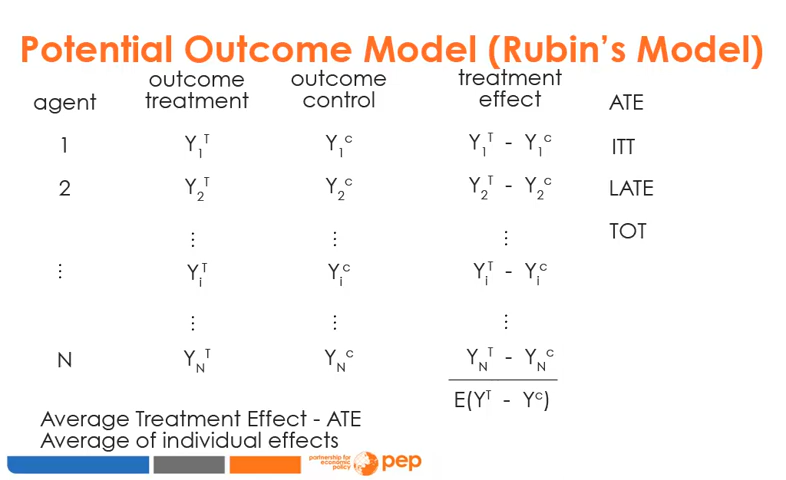 Potential Outcome Model (Rubin's Model)
agent outcome treatment outcome control treatment effect ATE
1 Y₁ᵀ Y₁ᶜ Y₁ᵀ - Y₁ᶜ ITT
2 Y₂ᵀ Y₂ᶜ Y₂ᵀ - Y₂ᶜ LATE
⋮ ⋮ ⋮ TOT
⋮ Yᵢᵀ Yᵢᶜ Yᵢᵀ - Yᵢᶜ
⋮ ⋮ ⋮
N Y_Nᵀ Y_Nᶜ Y_Nᵀ - Y_Nᶜ
E(Yᵀ - Yᶜ)
Average Treatment Effect - ATE
Average of individual effects
partnership for
economic
policy
pep